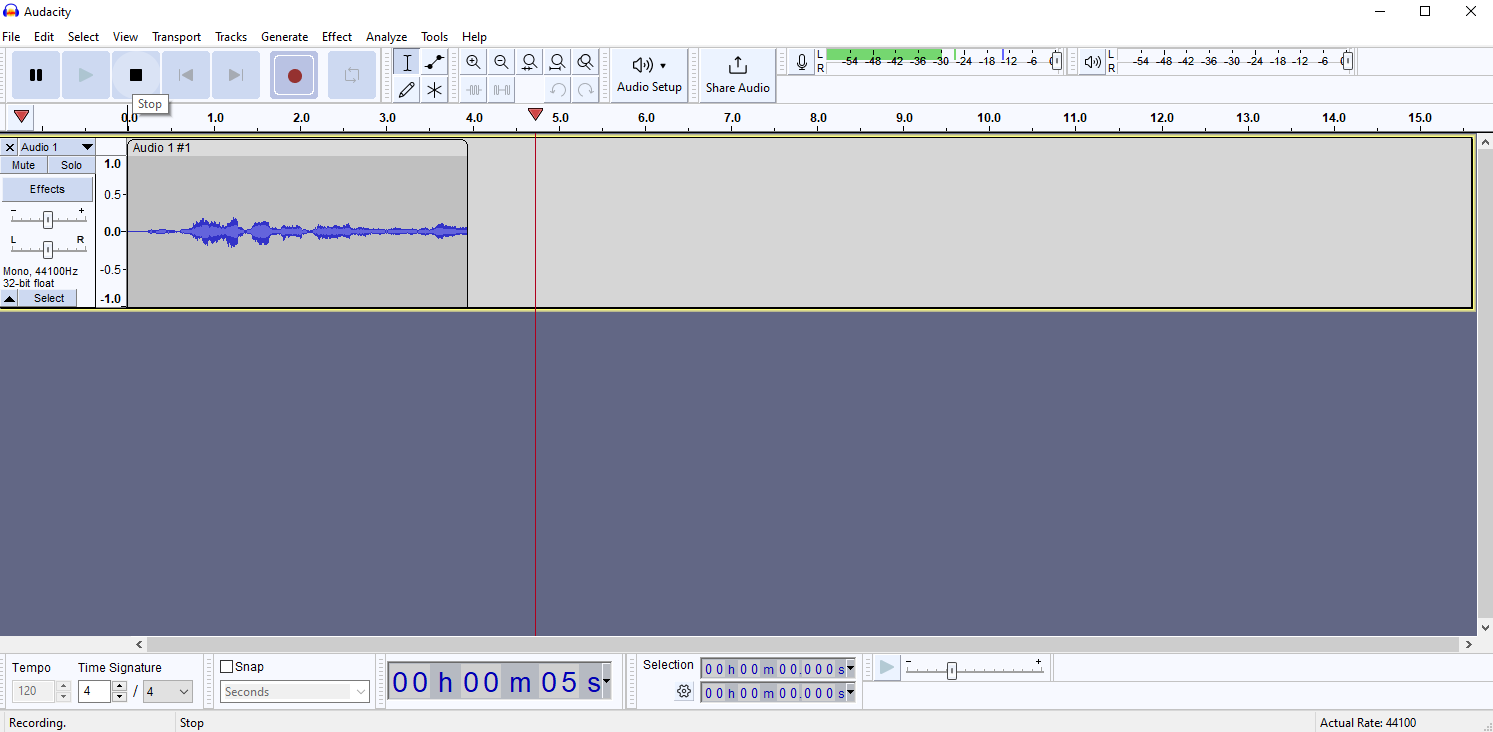 Audacity
File Edit Select View Transport Tracks Generate Effect Analyze Tools Help
L
R
-54 -48 -42 -36 -30 -24 -18 -12 -6
L
R
-54 -48 -42 -36 -30 -24 -18 -12 -6
Audio Setup
Share Audio
Stop
0.0 1.0 2.0 3.0 4.0 5.0 6.0 7.0 8.0 9.0 10.0 11.0 12.0 13.0 14.0 15.0
Audio 1
Audio 1 #1
Mute Solo
Effects
- +
L R
Mono, 44100Hz
32-bit float
Select
1.0
0.5-
0.0-
-0.5-
-1.0
Tempo
120
Time Signature
4 / 4
Snap
Seconds
00 h 00 m 05 s
Selection
00 h 00 m 00.000 s
00 h 00 m 00.000 s
- +
Recording.
Stop
Actual Rate: 44100